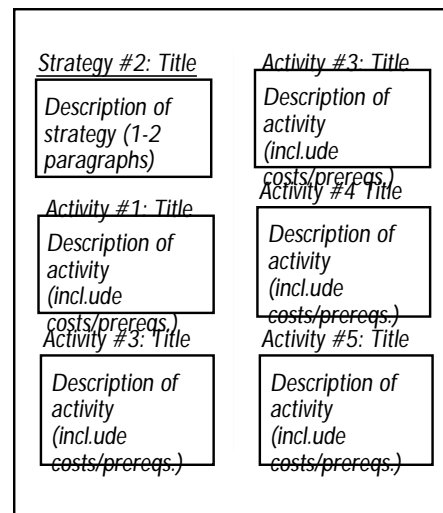 Strategy #2: Title
Description of
strategy (1-2
paragraphs)
Activity #1: Title
Description of
activity
(incl.ude
costs/prereqs.)
Activity #3: Title
Description of
activity
(incl.ude
costs/prereqs.)
Activity #3: Title
Description of
activity
(incl.ude
costs/prereqs.)
Activity #4 Title
Description of
activity
(incl.ude
costs/prereqs.)
Activity #5: Title
Description of
activity
(incl.ude
costs/prereqs.)